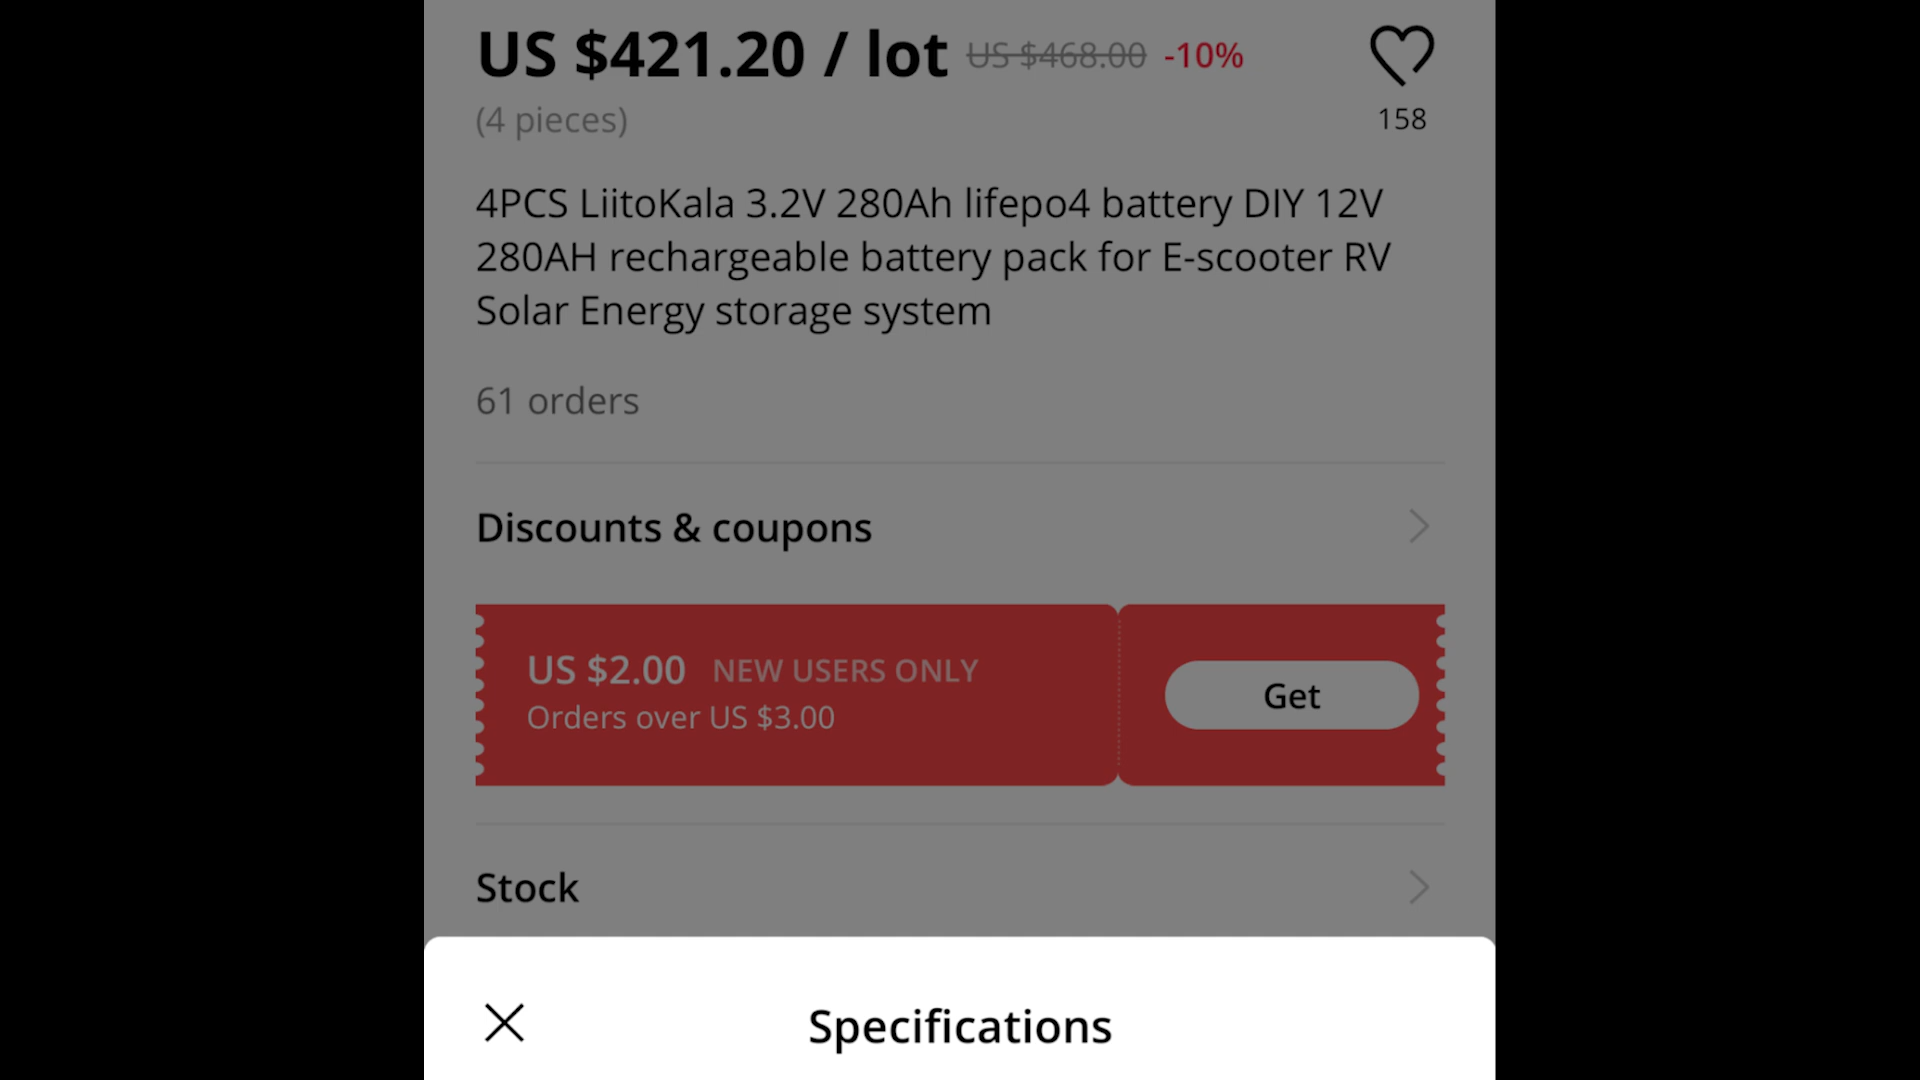 US $421.20 / lot US $468.00 -10%
(4 pieces)
158
4PCS LiitoKala 3.2V 280Ah lifepo4 battery DIY 12V
280AH rechargeable battery pack for E-scooter RV
Solar Energy storage system
61 orders
Discounts & coupons
US $2.00 NEW USERS ONLY
Orders over US $3.00
Get
Stock
Specifications